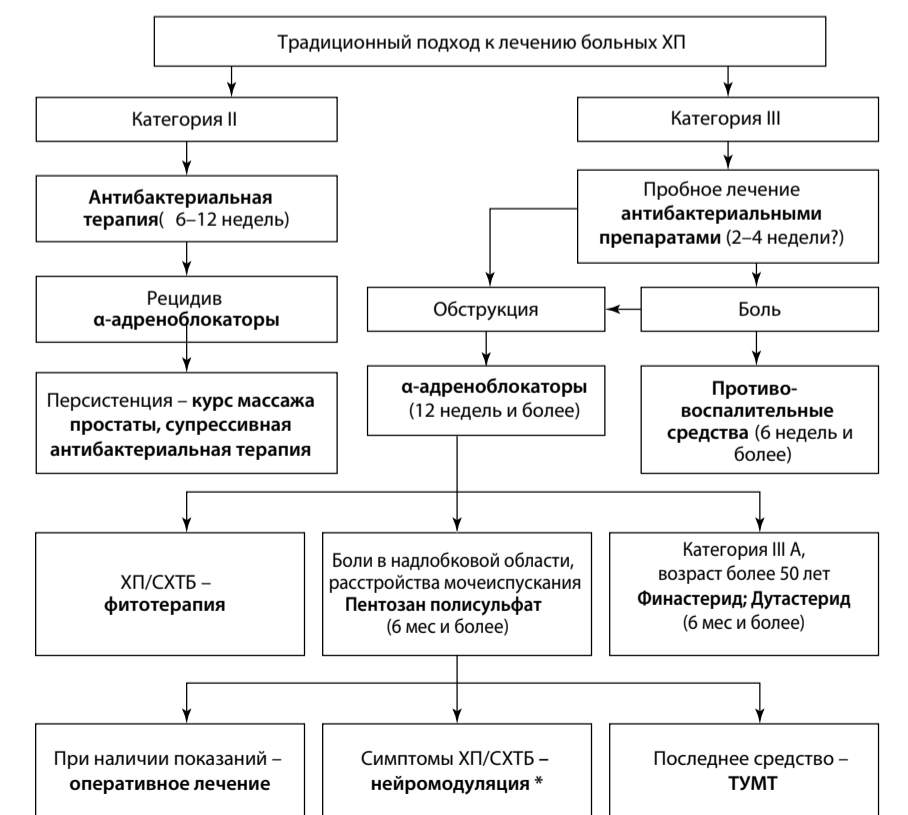 Традиционный подход к лечению больных ХП
Категория II
Категория III
Антибактериальная
терапия( 6–12 недель)
Пробное лечение
антибактериальными
препаратами (2–4 недели?)
Рецидив
α-адреноблокаторы
Обструкция
Боль
Персистенция – курс массажа
простаты, супрессивная
антибактериальная терапия
α-адреноблокаторы
(12 недель и более)
Противо-
воспалительные
средства (6 недель и
более)
ХП/СХТБ –
фитотерапия
Боли в надлобковой области,
расстройства мочеиспускания
Пентозан полисульфат
(6 мес и более)
Категория III А,
возраст более 50 лет
Финастерид; Дутастерид
(6 мес и более)
При наличии показаний –
оперативное лечение
Симптомы ХП/СХТБ –
нейромодуляция *
Последнее средство –
ТУМТ